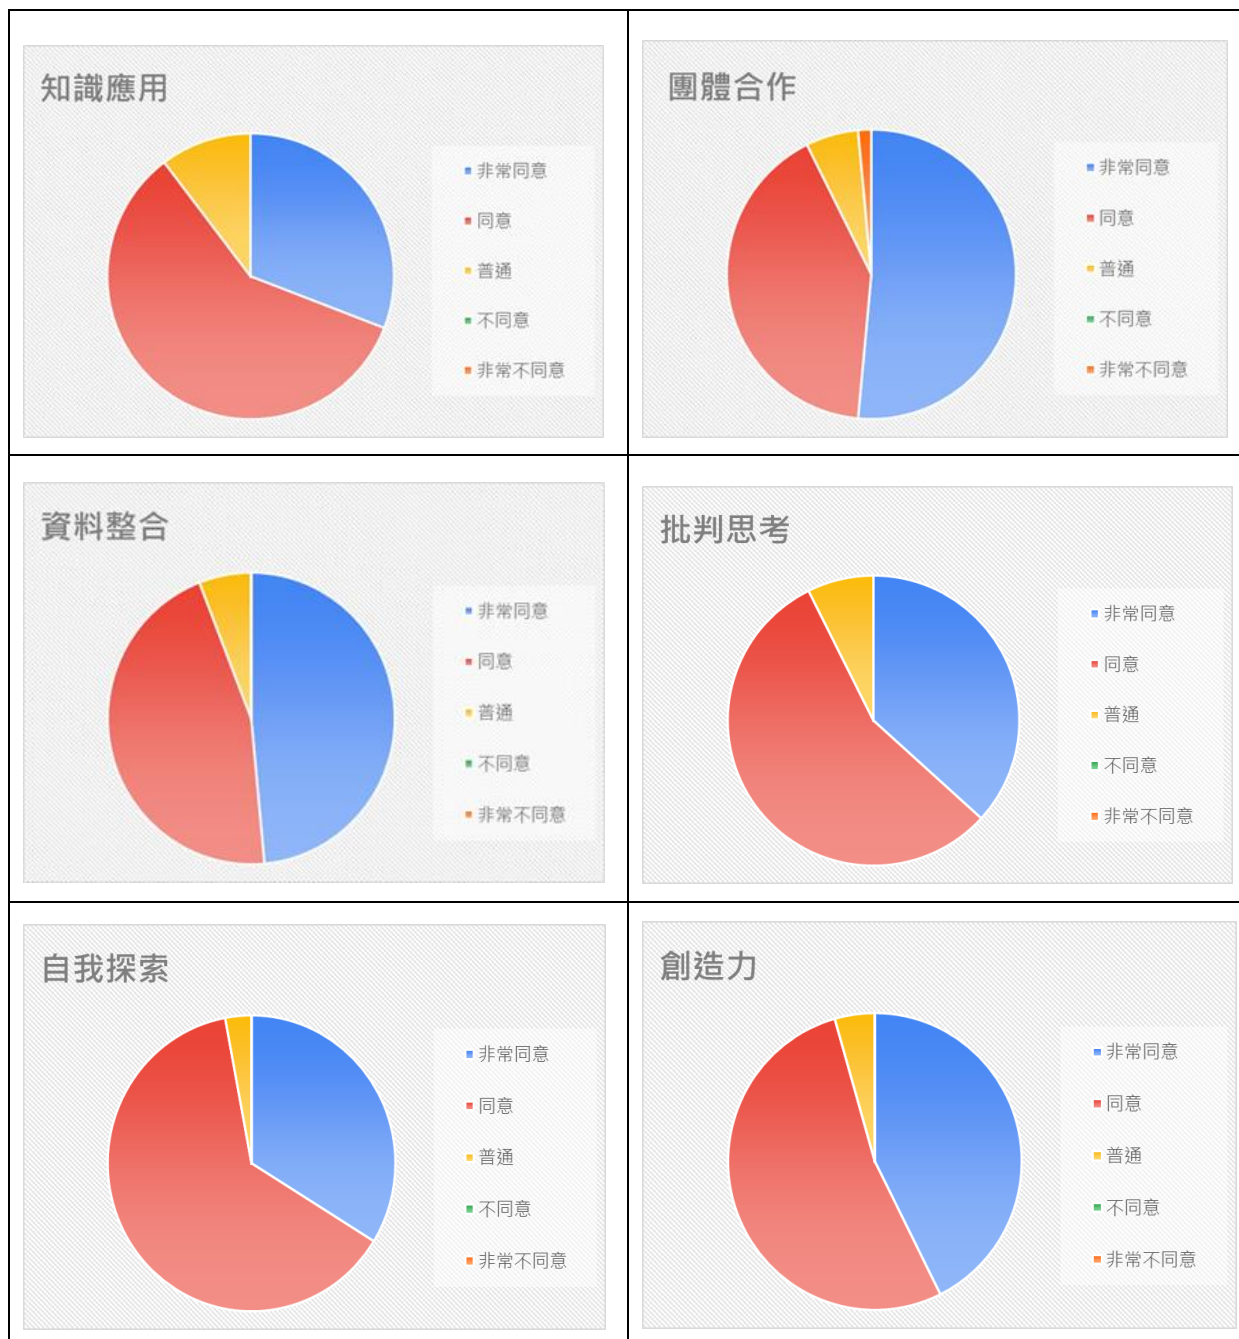 知識應用
非常同意
同意
普通
不同意
非常不同意
團體合作
非常同意
同意
普通
不同意
非常不同意
資料整合
非常同意
同意
普通
不同意
非常不同意
批判思考
非常同意
同意
普通
不同意
非常不同意
自我探索
非常同意
同意
普通
不同意
非常不同意
創造力
非常同意
同意
普通
不同意
非常不同意